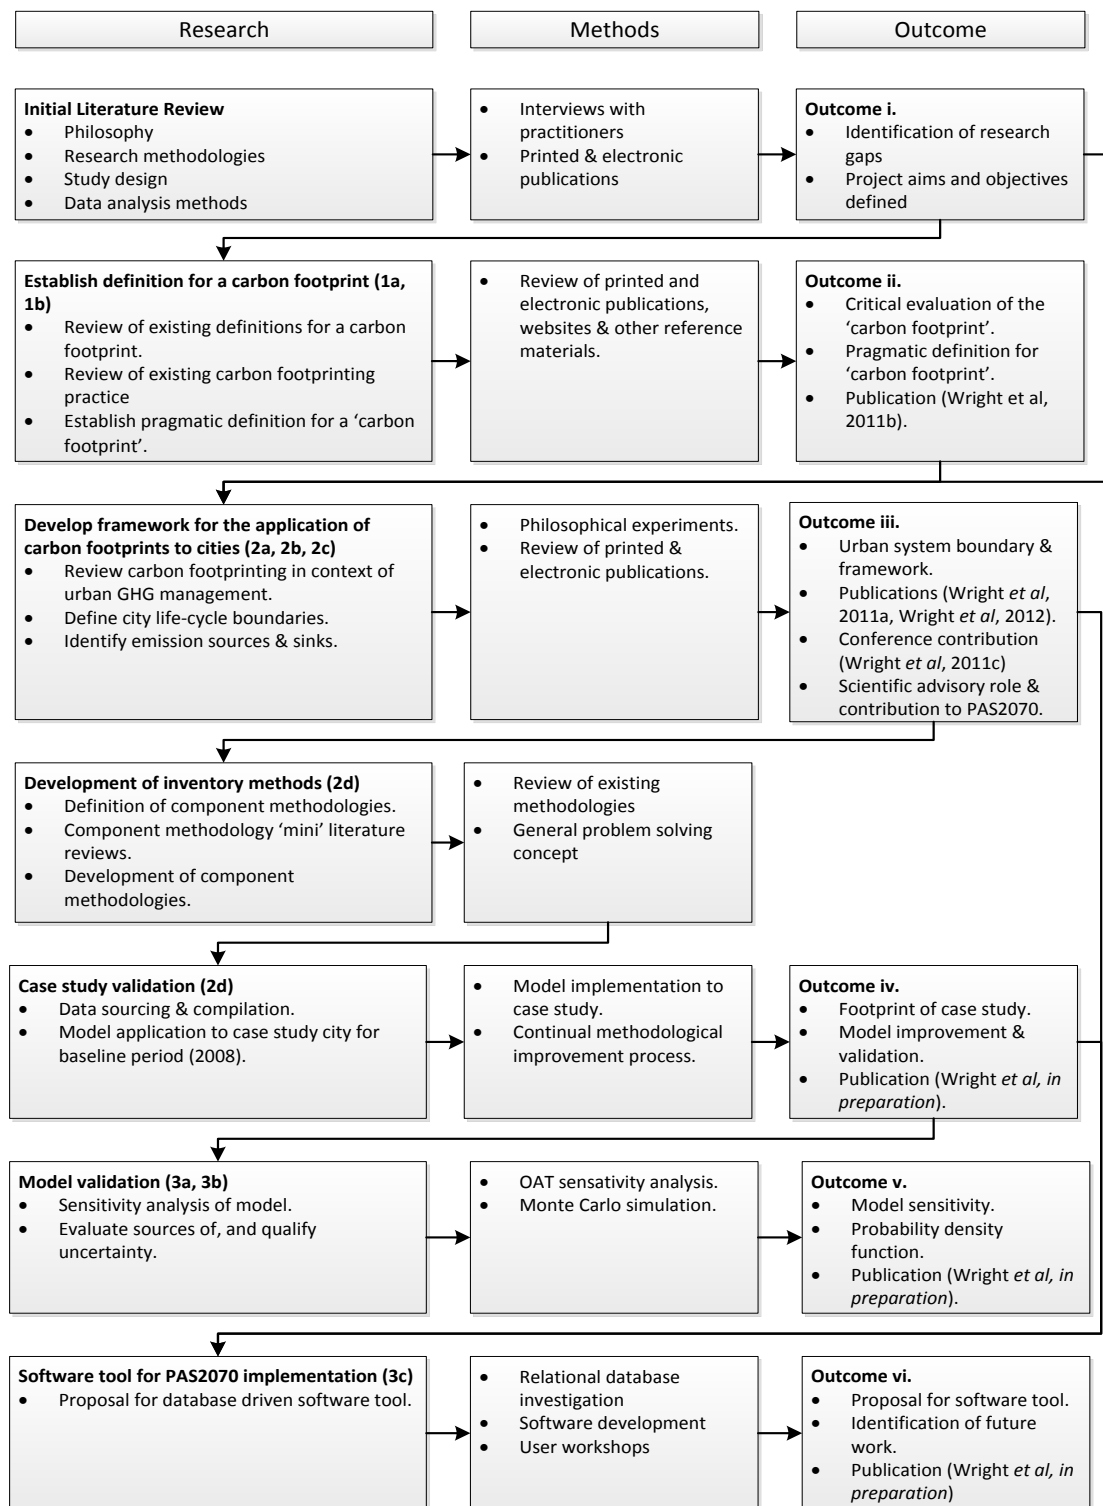 Research
Methods
Outcome
Initial Literature Review
• Philosophy
• Research methodologies
• Study design
• Data analysis methods
• Interviews with
practitioners
• Printed & electronic
publications
Outcome i.
• Identification of research
gaps
• Project aims and objectives
defined
Establish definition for a carbon footprint (1a,
1b)
• Review of existing definitions for a carbon
footprint.
• Review of existing carbon footprinting
practice
• Establish pragmatic definition for a ‘carbon
footprint’.
• Review of printed and
electronic publications,
websites & other reference
materials.
Outcome ii.
• Critical evaluation of the
‘carbon footprint’.
• Pragmatic definition for
‘carbon footprint’.
• Publication (Wright et al,
2011b).
Develop framework for the application of
carbon footprints to cities (2a, 2b, 2c)
• Review carbon footprinting in context of
urban GHG management.
• Define city life-cycle boundaries.
• Identify emission sources & sinks.
• Philosophical experiments.
• Review of printed &
electronic publications.
Outcome iii.
• Urban system boundary &
framework.
• Publications (Wright et al,
2011a, Wright et al, 2012).
• Conference contribution
(Wright et al, 2011c)
• Scientific advisory role &
contribution to PAS2070.
Development of inventory methods (2d)
• Definition of component methodologies.
• Component methodology ‘mini’ literature
reviews.
• Development of component
methodologies.
• Review of existing
methodologies
• General problem solving
concept
Case study validation (2d)
• Data sourcing & compilation.
• Model application to case study city for
baseline period (2008).
• Model implementation to
case study.
• Continual methodological
improvement process.
Outcome iv.
• Footprint of case study.
• Model improvement &
validation.
• Publication (Wright et al, in
preparation).
Model validation (3a, 3b)
• Sensitivity analysis of model.
• Evaluate sources of, and qualify
uncertainty.
• OAT sensativity analysis.
• Monte Carlo simulation.
Outcome v.
• Model sensitivity.
• Probability density
function.
• Publication (Wright et al, in
preparation).
Software tool for PAS2070 implementation (3c)
• Proposal for database driven software tool.
• Relational database
investigation
• Software development
• User workshops
Outcome vi.
• Proposal for software tool.
• Identification of future
work.
• Publication (Wright et al, in
preparation)